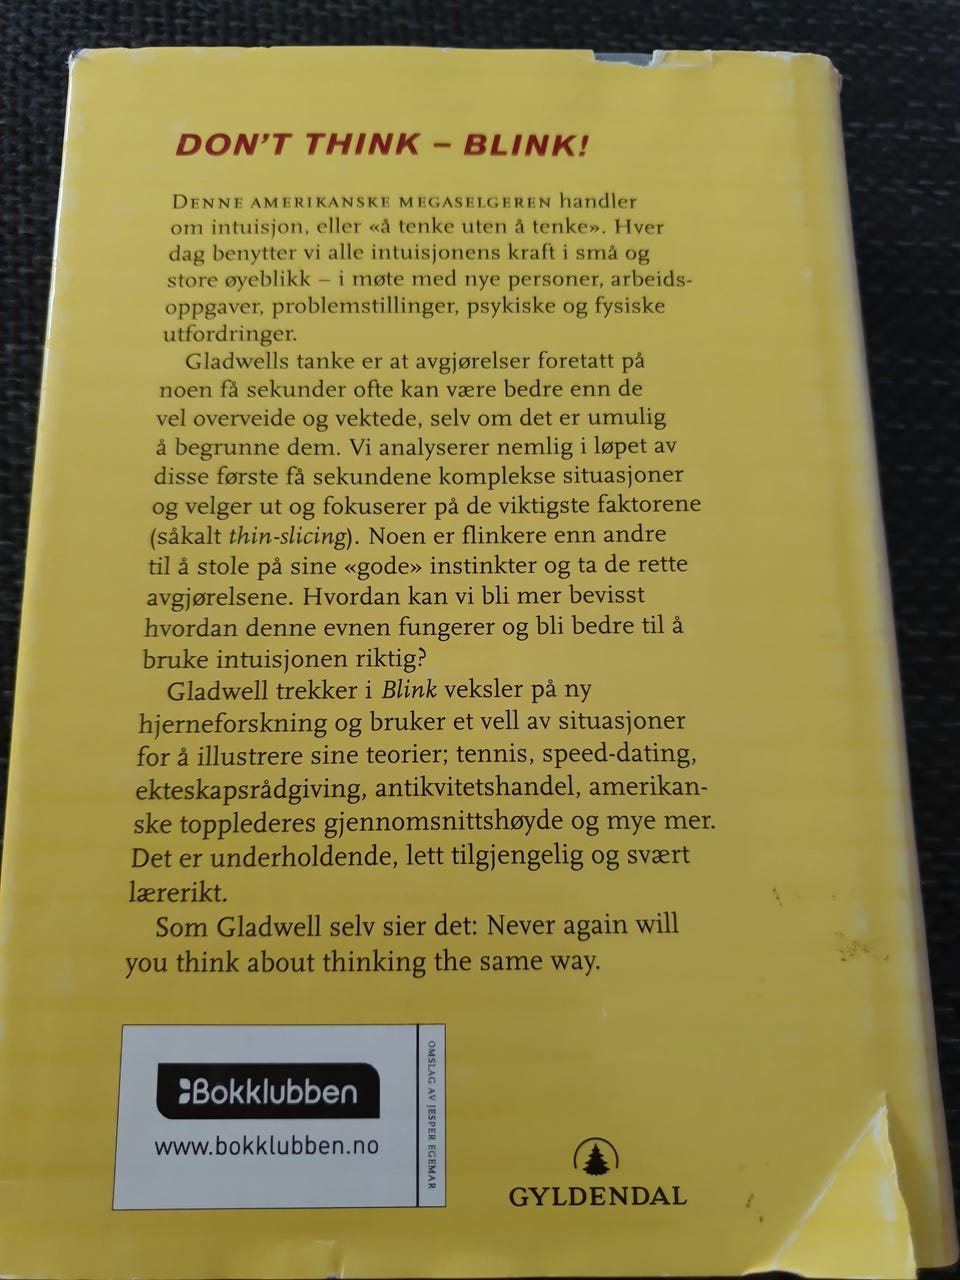 DON'T THINK – BLINK!
DENNE AMERIKANSKE MEGASELGEREN handler
om intuisjon, eller «å tenke uten å tenke». Hver
dag benytter vi alle intuisjonens kraft i små og
store øyeblikk – i møte med nye personer, arbeids-
oppgaver, problemstillinger, psykiske og fysiske
utfordringer.
Gladwells tanke er at avgjørelser foretatt på
noen få sekunder ofte kan være bedre enn de
vel overveide og vektede, selv om det er umulig
å begrunne dem. Vi analyserer nemlig i løpet av
disse første få sekundene komplekse situasjoner
og velger ut og fokuserer på de viktigste faktorene
(såkalt thin-slicing). Noen er flinkere enn andre
til å stole på sine «gode» instinkter og ta de rette
avgjørelsene. Hvordan kan vi bli mer bevisst
hvordan denne evnen fungerer og bli bedre til å
bruke intuisjonen riktig?
Gladwell trekker i Blink veksler på ny
hjerneforskning og bruker et vell av situasjoner
for å illustrere sine teorier; tennis, speed-dating,
ekteskapsrådgiving, antikvitetshandel, amerikan-
ske topplederes gjennomsnittshøyde og mye mer.
Det er underholdende, lett tilgjengelig og svært
lærerikt.
Som Gladwell selv sier det: Never again will
you think about thinking the same way.
Bokklubben
www.bokklubben.no
OMSLAG AV JESPER EGEMAR
GYLDENDAL